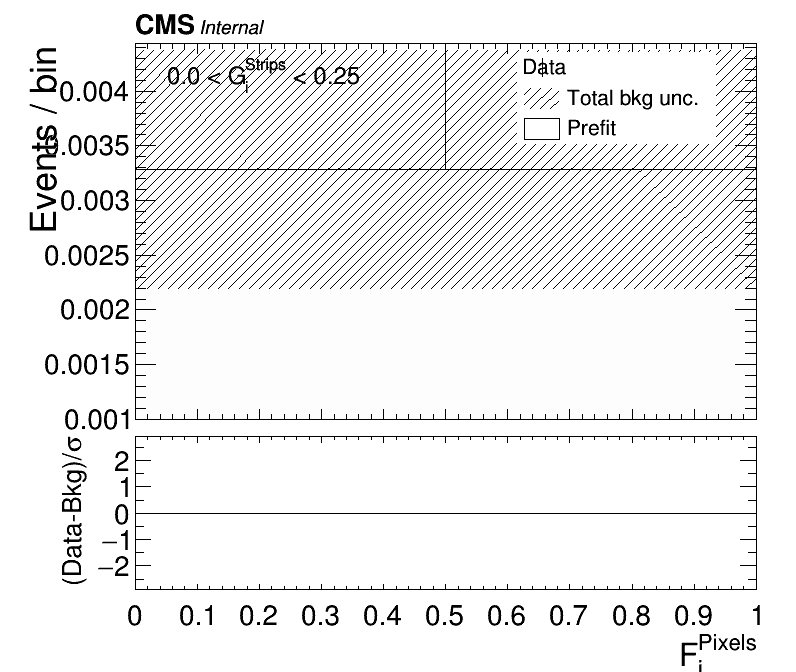 CMS Internal
Events / bin
0.0 < G_i^Strips < 0.25
Data
Total bkg unc.
Prefit
0.004
0.0035
0.003
0.0025
0.002
0.0015
0.001
(Data-Bkg)/σ
2
1
0
−1
−2
0 0.1 0.2 0.3 0.4 0.5 0.6 0.7 0.8 0.9 1
F_i^Pixels